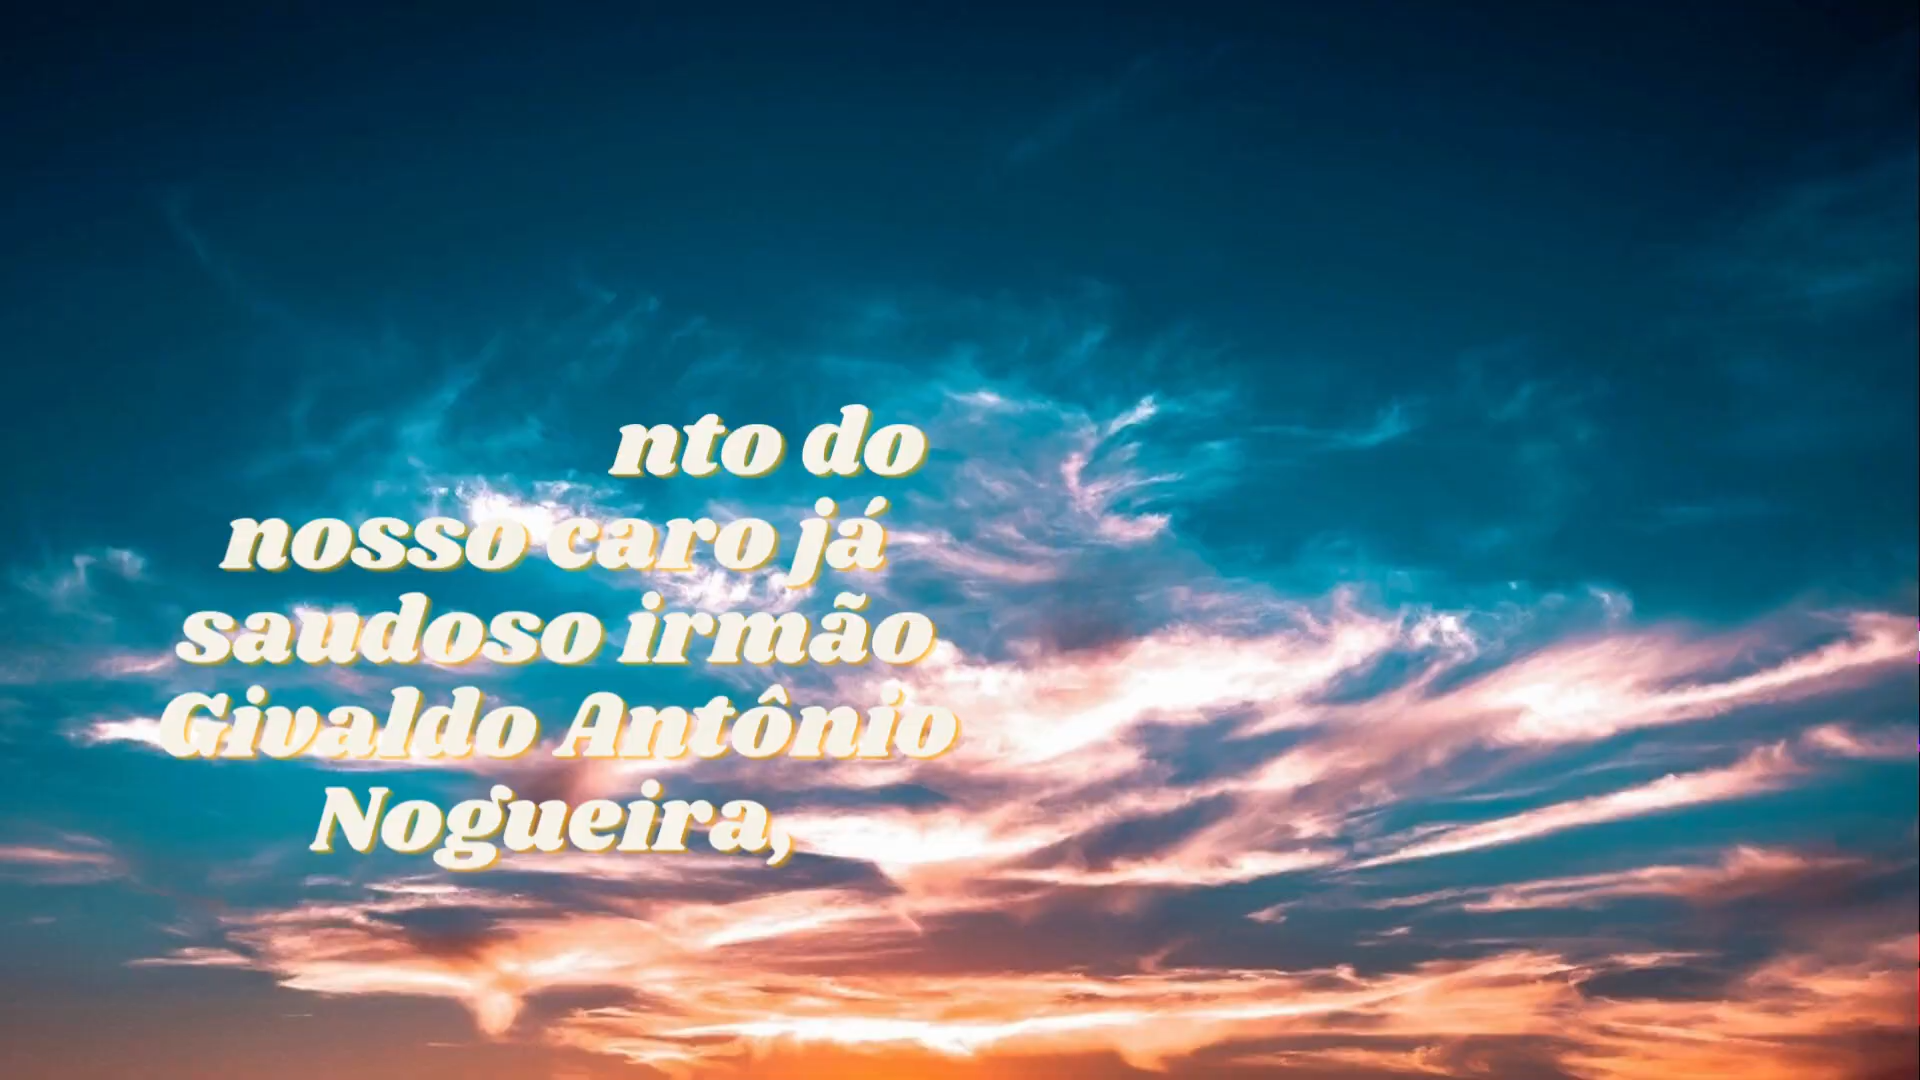 nto do
nosso caro já
saudoso irmão
Givaldo Antônio
Nogueira,